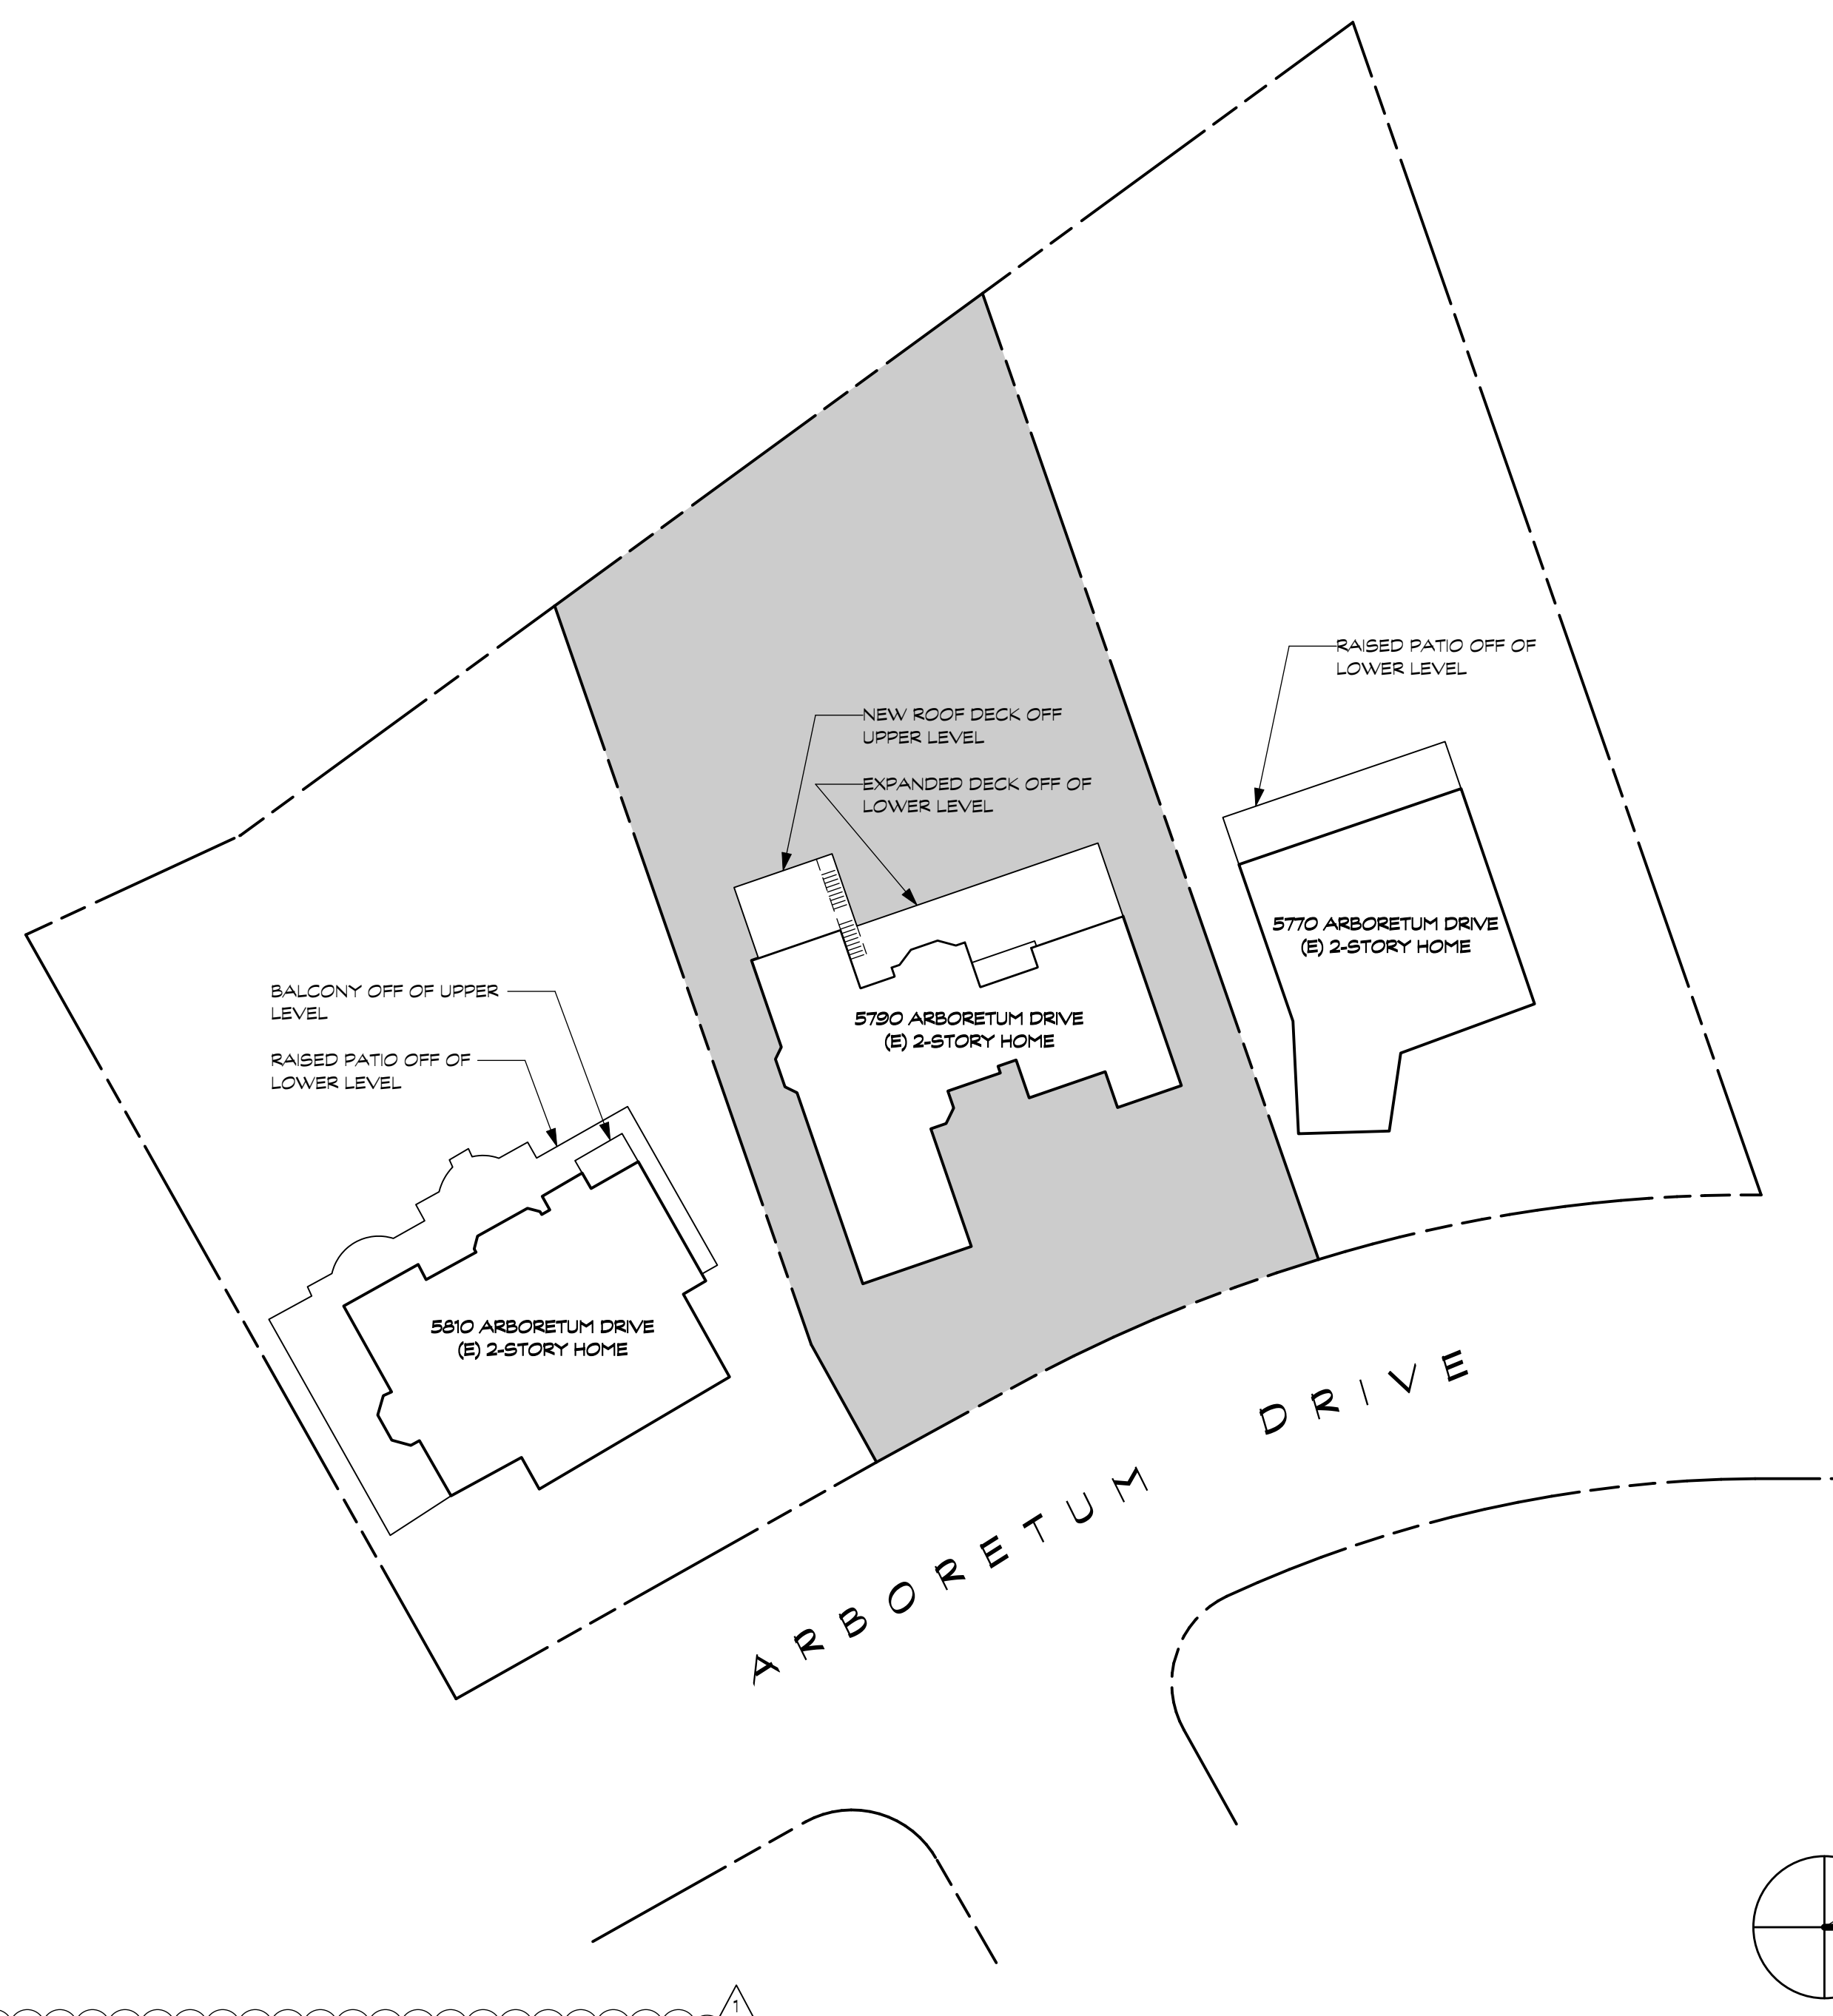 RAISED PATIO OFF OF
LOWER LEVEL
NEW ROOF DECK OFF
UPPER LEVEL
EXPANDED DECK OFF OF
LOWER LEVEL
5770 ARBORETUM DRIVE
(E) 2-STORY HOME
BALCONY OFF OF UPPER
LEVEL
5790 ARBORETUM DRIVE
(E) 2-STORY HOME
RAISED PATIO OFF OF
LOWER LEVEL
5810 ARBORETUM DRIVE
(E) 2-STORY HOME
ARBORETUM DRIVE
1